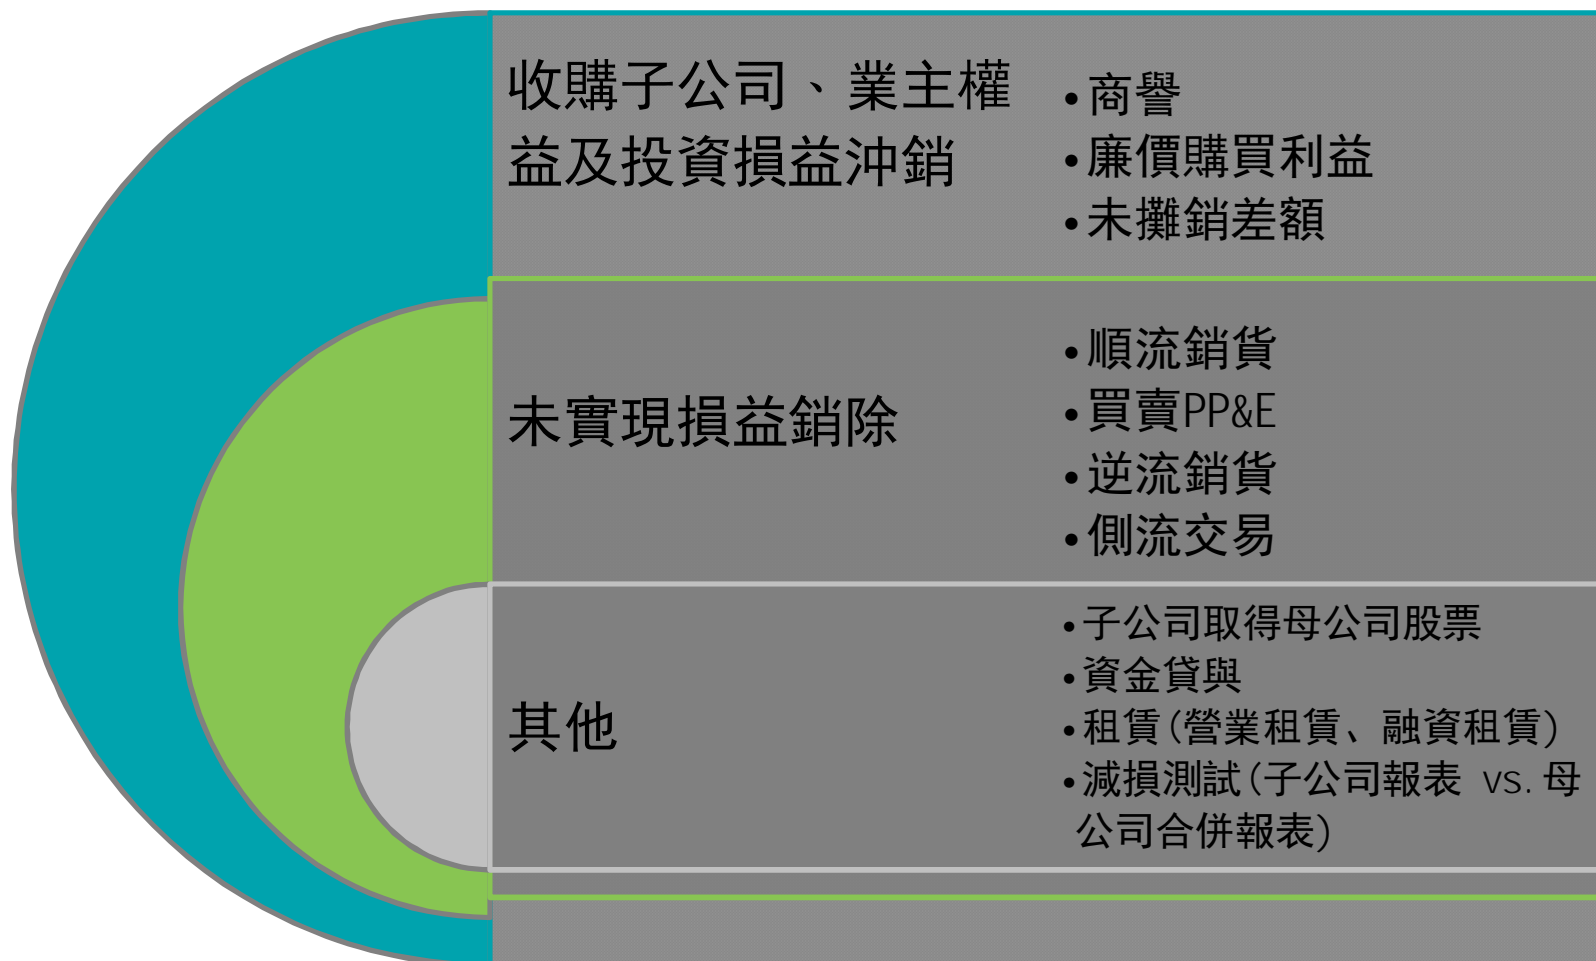 收購子公司、業主權
益及投資損益沖銷
•商譽
•廉價購買利益
•未攤銷差額
未實現損益銷除
•順流銷貨
•買賣PP&E
•逆流銷貨
•側流交易
其他
•子公司取得母公司股票
•資金貸與
•租賃(營業租賃、融資租賃)
•減損測試(子公司報表 vs.母
公司合併報表)